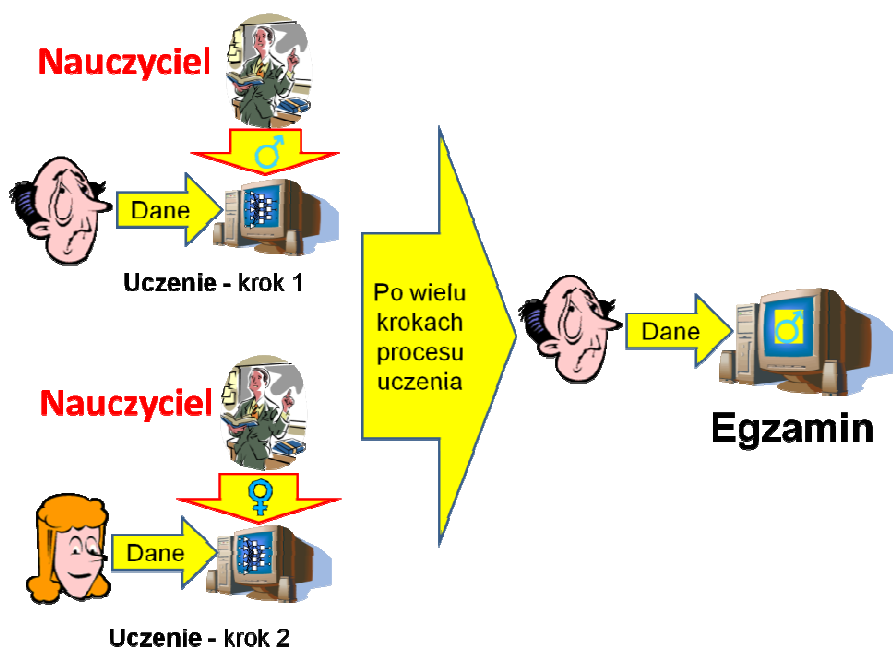 Nauczyciel
Dane
Uczenie - krok 1
Nauczyciel
Dane
Uczenie - krok 2
Po wielu
krokach
procesu
uczenia
Dane
Egzamin